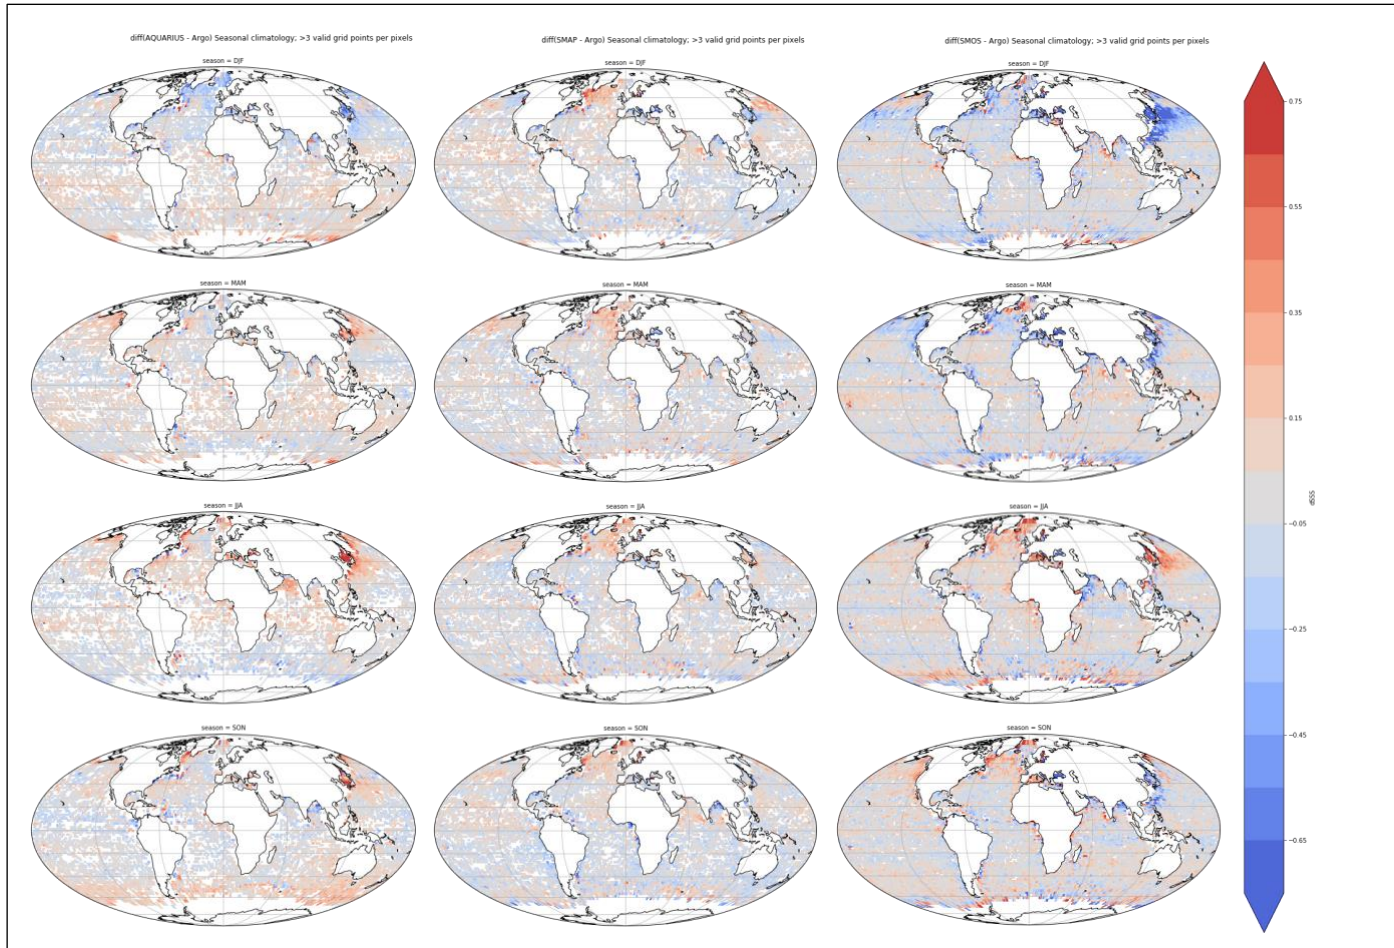 diff(AQUARIUS - Argo) Seasonal climatology; >3 valid grid points per pixels
diff(SMAP - Argo) Seasonal climatology; >3 valid grid points per pixels
diff(SMOS - Argo) Seasonal climatology; >3 valid grid points per pixels
season = DJF
season = DJF
season = DJF
season = MAM
season = MAM
season = MAM
season = JJA
season = JJA
season = JJA
season = SON
season = SON
season = SON
0.75
0.55
0.35
0.15
−0.05
−0.25
−0.45
−0.65
dSSS